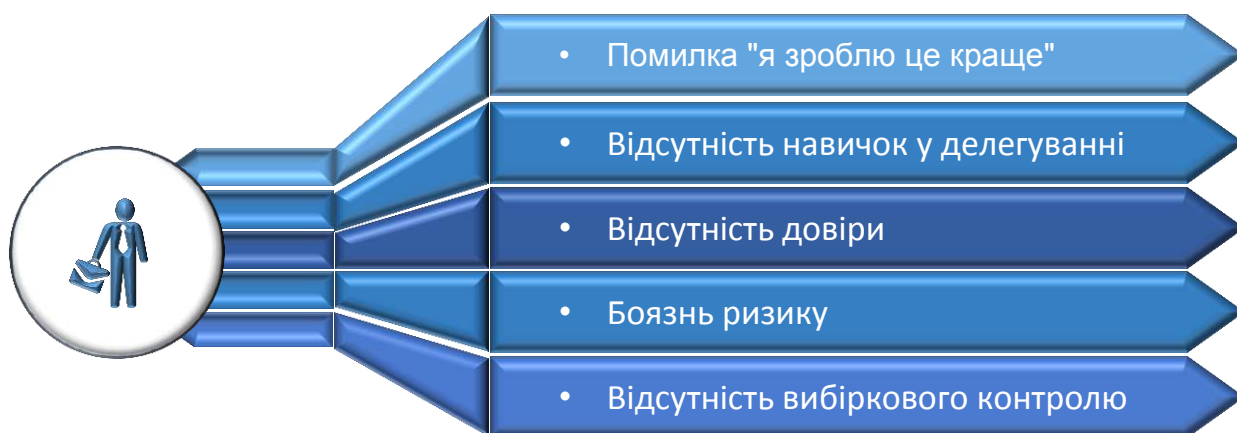 • Помилка "я зроблю це краще"
• Відсутність навичок у делегуванні
• Відсутність довіри
• Боязнь ризику
• Відсутність вибіркового контролю